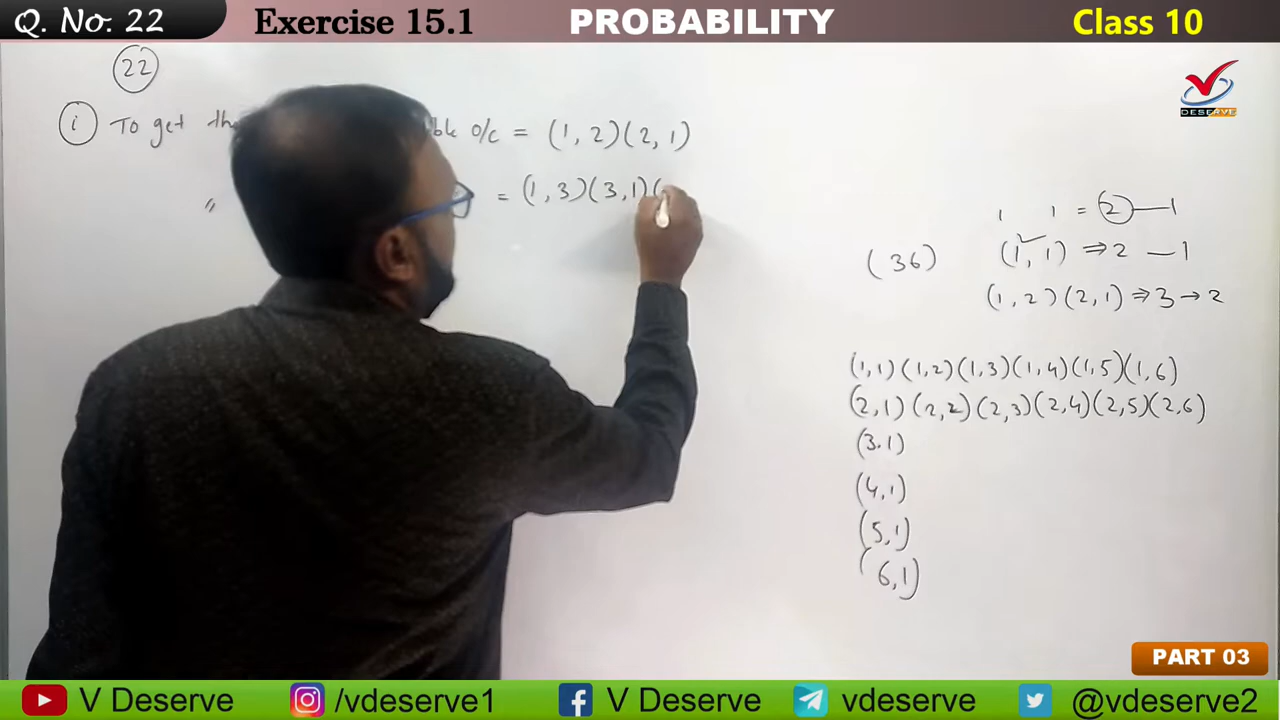 Q. No. 22 Exercise 15.1 PROBABILITY Class 10
22
DESERVE
i To get the o/c = (1, 2) (2, 1)
" = (1, 3) (3, 1) (
1 1 = 2 — 1
(36) (1, 1) ⇒ 2 — 1
(1, 2) (2, 1) ⇒ 3 → 2
(1, 1) (1, 2) (1, 3) (1, 4) (1, 5) (1, 6)
(2, 1) (2, 2) (2, 3) (2, 4) (2, 5) (2, 6)
(3.1)
(4, 1)
(5, 1)
(6, 1)
PART 03
V Deserve /vdeserve1 V Deserve vdeserve @vdeserve2